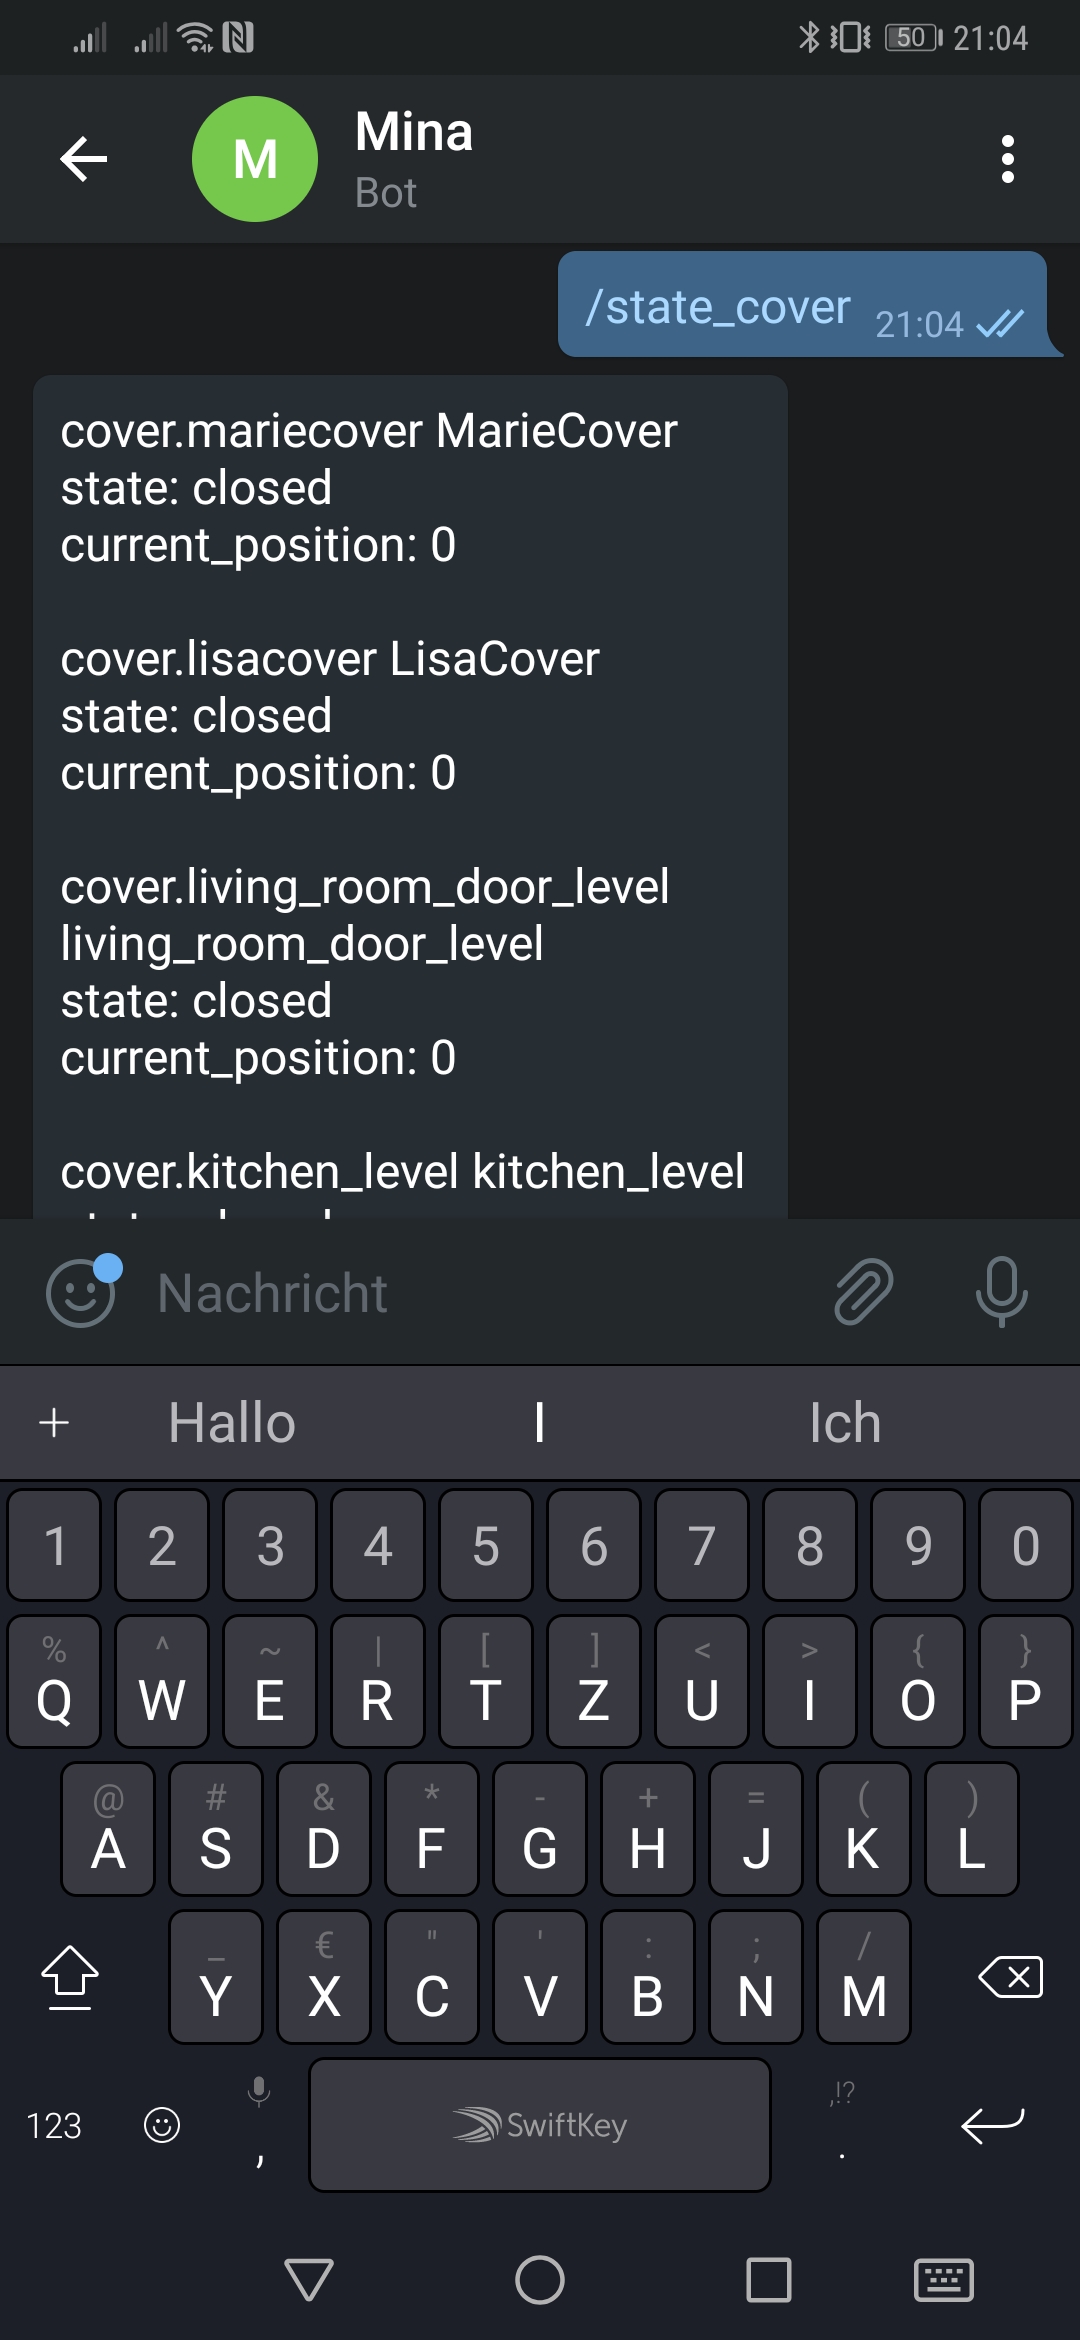 50 21:04
M
Mina
Bot
/state_cover 21:04
cover.mariecover MarieCover
state: closed
current_position: 0
cover.lisacover LisaCover
state: closed
current_position: 0
cover.living_room_door_level
living_room_door_level
state: closed
current_position: 0
cover.kitchen_level kitchen_level
Nachricht
+ Hallo I Ich
1 2 3 4 5 6 7 8 9 0
% ^ ~ | [ ] < > { }
Q W E R T Z U I O P
@ # & * - + = ( )
A S D F G H J K L
_ € " ' : ; /
Y X C V B N M
,!?
123 , SwiftKey .